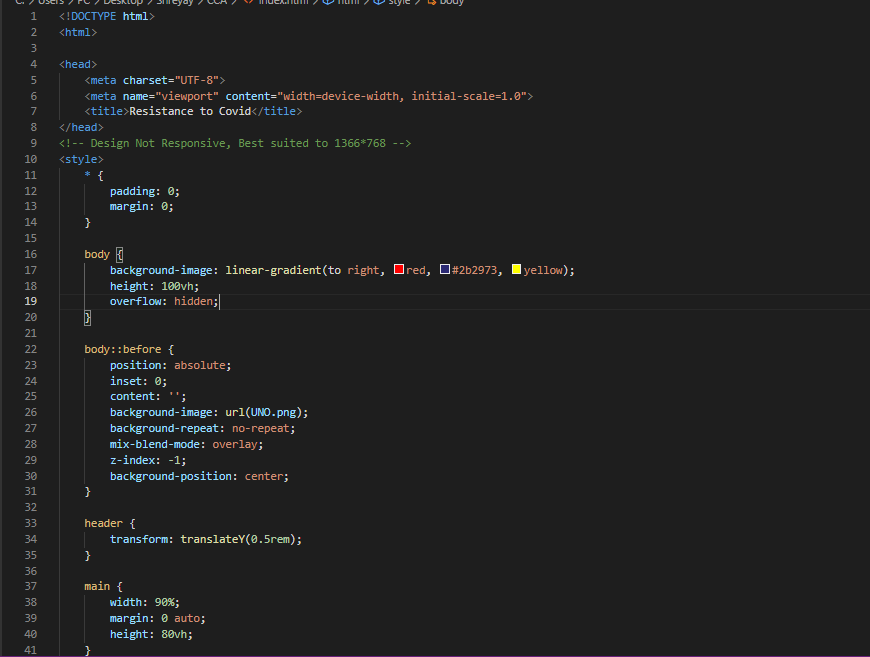 C: > Users > PC > Desktop > Shreyay > CCA > <> index.html > html > style > body
1 <!DOCTYPE html>
2 <html>
3
4 <head>
5 <meta charset="UTF-8">
6 <meta name="viewport" content="width=device-width, initial-scale=1.0">
7 <title>Resistance to Covid</title>
8 </head>
9 <!-- Design Not Responsive, Best suited to 1366*768 -->
10 <style>
11 * {
12 padding: 0;
13 margin: 0;
14 }
15
16 body {
17 background-image: linear-gradient(to right, red, #2b2973, yellow);
18 height: 100vh;
19 overflow: hidden;
20 }
21
22 body::before {
23 position: absolute;
24 inset: 0;
25 content: '';
26 background-image: url(UNO.png);
27 background-repeat: no-repeat;
28 mix-blend-mode: overlay;
29 z-index: -1;
30 background-position: center;
31 }
32
33 header {
34 transform: translateY(0.5rem);
35 }
36
37 main {
38 width: 90%;
39 margin: 0 auto;
40 height: 80vh;
41 }